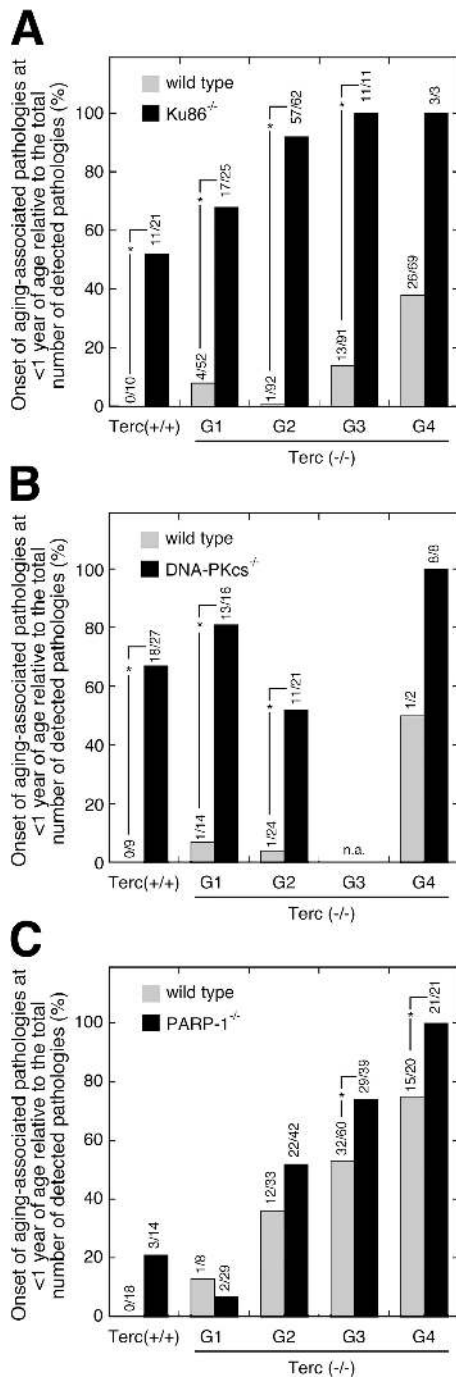 A
Onset of aging-associated pathologies at
<1 year of age relative to the total
number of detected pathologies (%)
100
80
60
40
20
0
wild type
Ku86-/-
0/10
11/21
4/52
17/25
1/92
57/62
13/91
11/11
26/69
3/3
*
*
*
*
Terc(+/+) G1 G2 G3 G4
Terc (-/-)
B
Onset of aging-associated pathologies at
<1 year of age relative to the total
number of detected pathologies (%)
100
80
60
40
20
0
wild type
DNA-PKcs-/-
0/9
18/27
1/14
13/16
1/24
11/21
n.a.
1/2
8/8
*
*
*
Terc(+/+) G1 G2 G3 G4
Terc (-/-)
C
Onset of aging-associated pathologies at
<1 year of age relative to the total
number of detected pathologies (%)
100
80
60
40
20
0
wild type
PARP-1-/-
0/18
3/14
1/8
2/29
12/33
22/42
32/60
29/39
15/20
21/21
*
*
Terc(+/+) G1 G2 G3 G4
Terc (-/-)